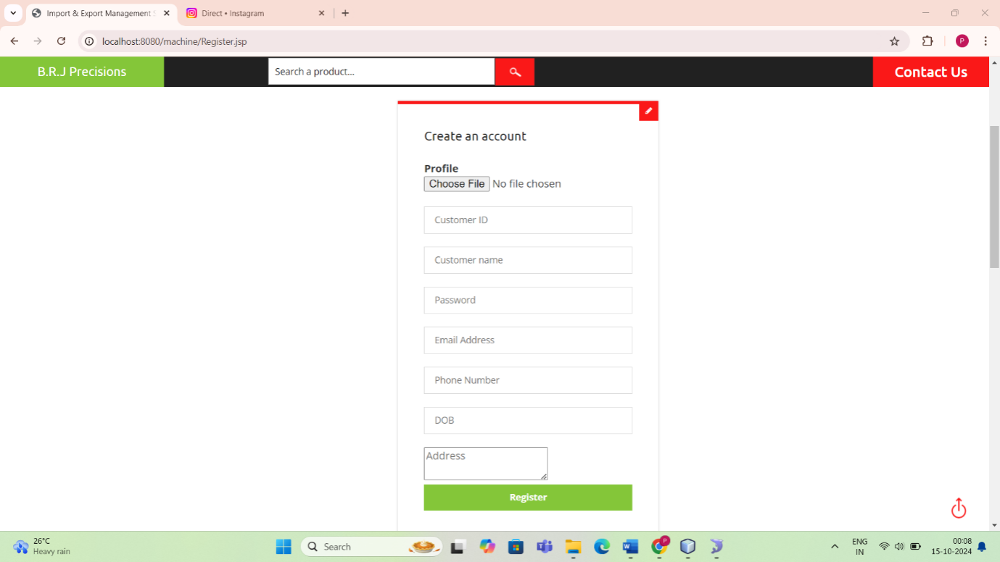 Import & Export Management S
Direct • Instagram
localhost:8080/machine/Register.jsp
P
B.R.J Precisions
Search a product...
Contact Us
Create an account
Profile
Choose File No file chosen
Customer ID
Customer name
Password
Email Address
Phone Number
DOB
Address
Register
26°C
Heavy rain
Search
P
ENG
IN
00:08
15-10-2024